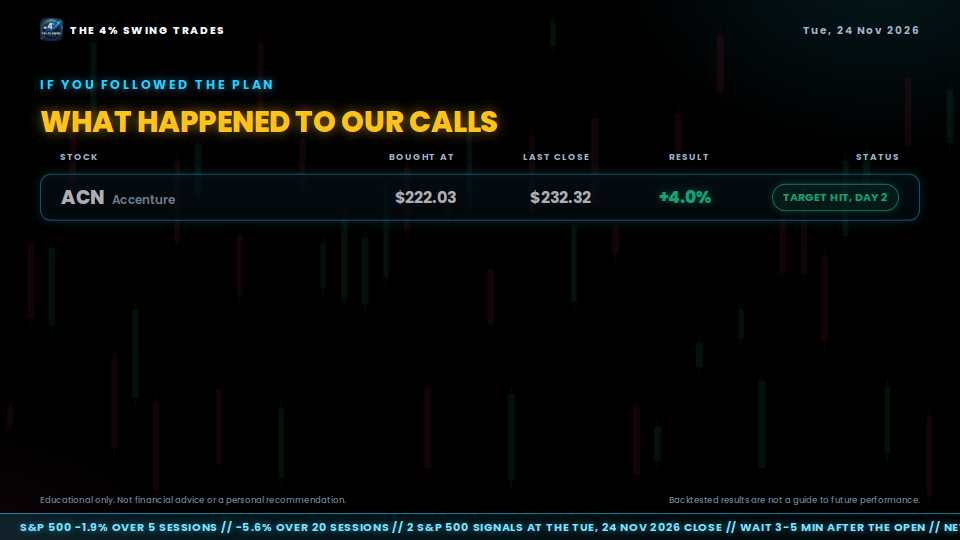 THE 4% SWING TRADES
Tue, 24 Nov 2026
IF YOU FOLLOWED THE PLAN
WHAT HAPPENED TO OUR CALLS
STOCK BOUGHT AT LAST CLOSE RESULT STATUS
ACN Accenture $222.03 $232.32 +4.0% TARGET HIT, DAY 2
Educational only. Not financial advice or a personal recommendation. Backtested results are not a guide to future performance.
S&P 500 -1.9% OVER 5 SESSIONS // -5.6% OVER 20 SESSIONS // 2 S&P 500 SIGNALS AT THE TUE, 24 NOV 2026 CLOSE // WAIT 3-5 MIN AFTER THE OPEN //